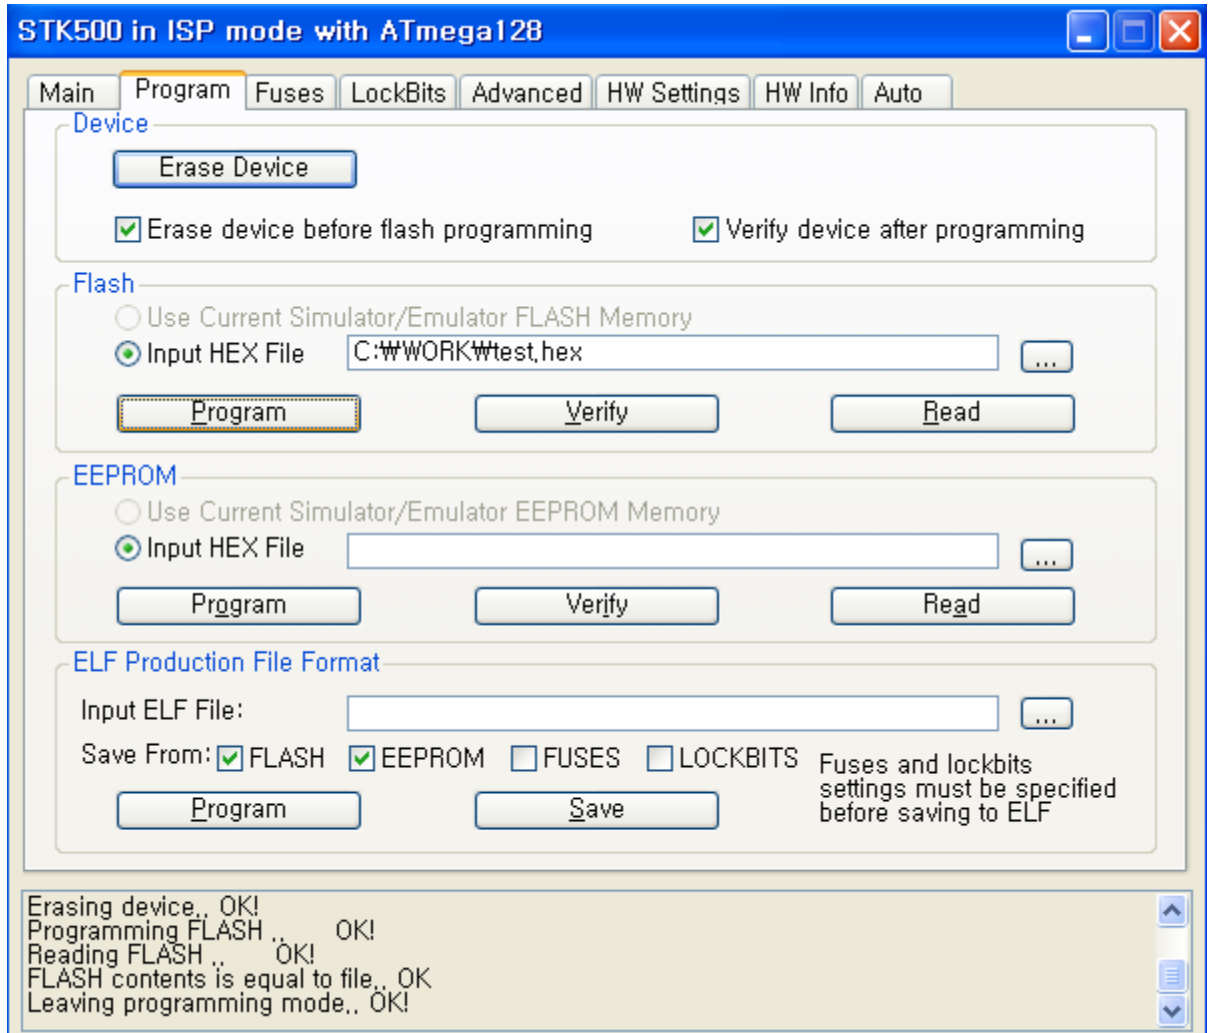 STK500 in ISP mode with ATmega128
Main Program Fuses LockBits Advanced HW Settings HW Info Auto
Device
Erase Device
Erase device before flash programming Verify device after programming
Flash
Use Current Simulator/Emulator FLASH Memory
Input HEX File C:₩WORK₩test.hex ...
Program Verify Read
EEPROM
Use Current Simulator/Emulator EEPROM Memory
Input HEX File ...
Program Verify Read
ELF Production File Format
Input ELF File: ...
Save From: FLASH EEPROM FUSES LOCKBITS
Fuses and lockbits
settings must be specified
before saving to ELF
Program Save
Erasing device.. OK!
Programming FLASH .. OK!
Reading FLASH .. OK!
FLASH contents is equal to file.. OK
Leaving programming mode.. OK!